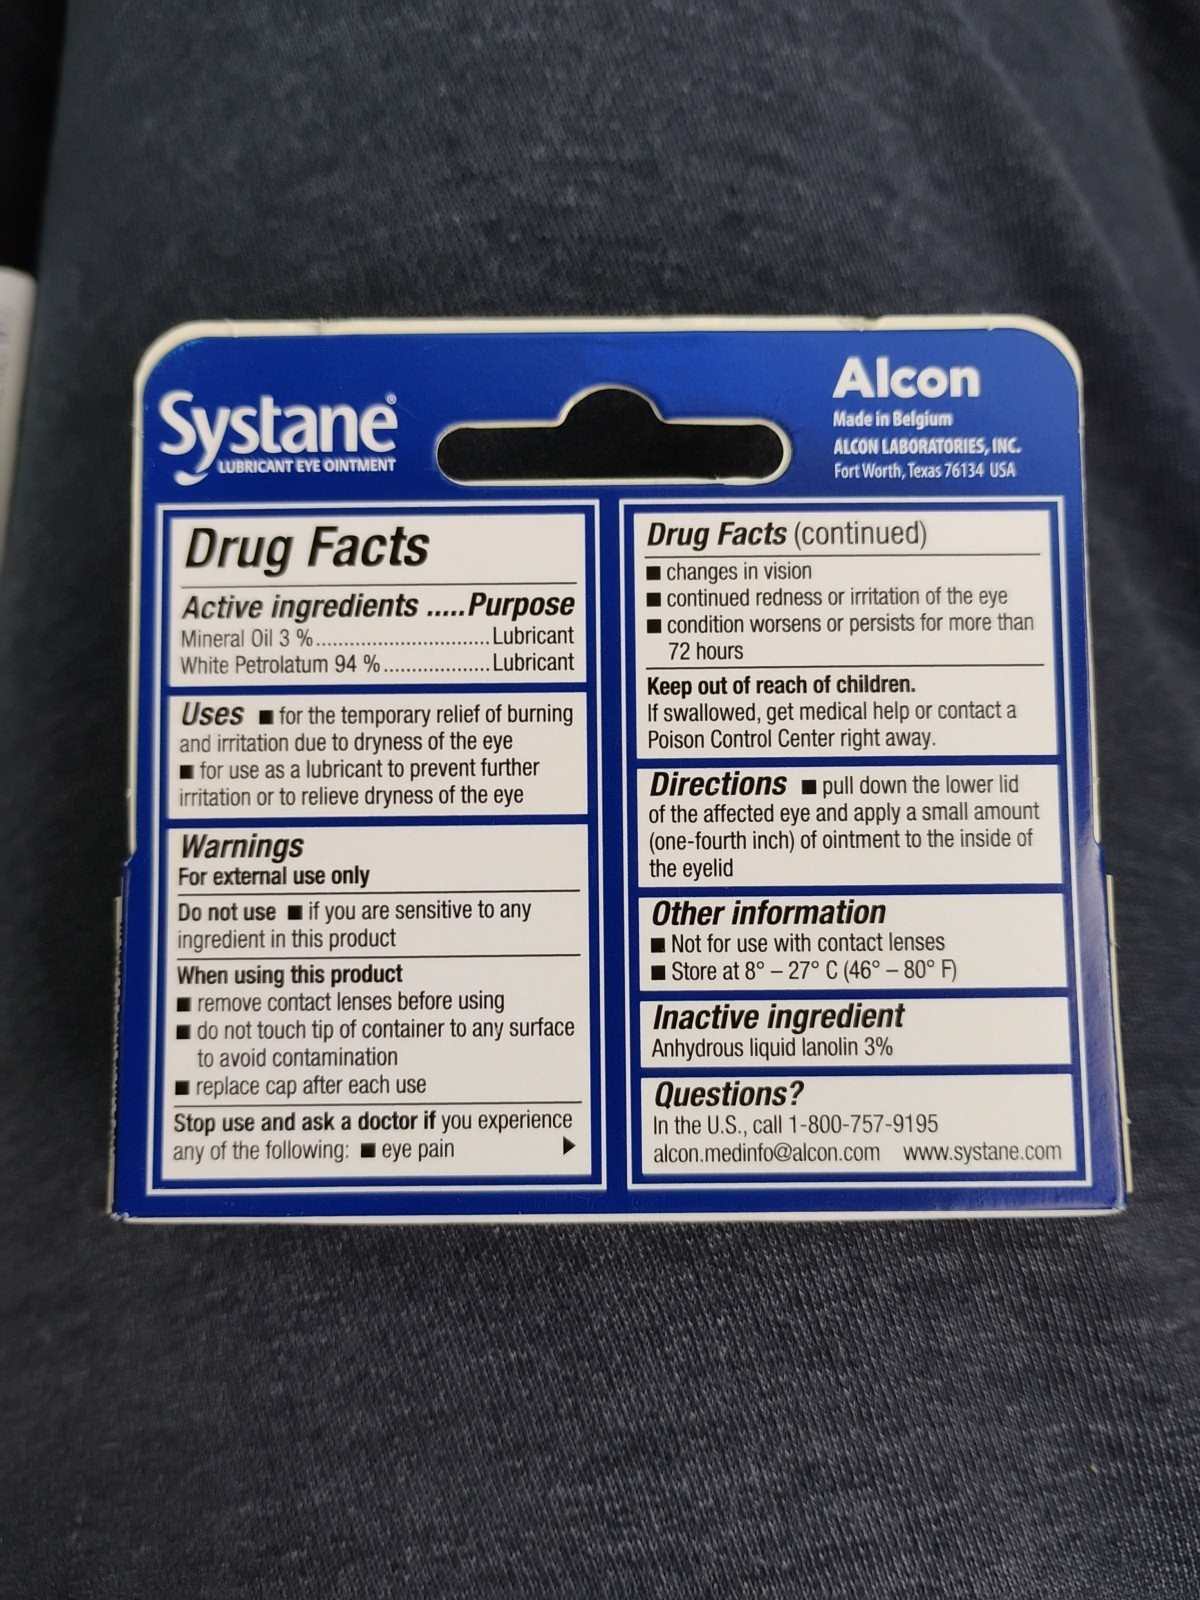 Systane®
LUBRICANT EYE OINTMENT
Alcon
Made in Belgium
ALCON LABORATORIES, INC.
Fort Worth, Texas 76134 USA
Drug Facts
Active ingredients .....Purpose
Mineral Oil 3 %..............................Lubricant
White Petrolatum 94 %...................Lubricant
Uses ■ for the temporary relief of burning
and irritation due to dryness of the eye
■ for use as a lubricant to prevent further
irritation or to relieve dryness of the eye
Warnings
For external use only
Do not use ■ if you are sensitive to any
ingredient in this product
When using this product
■ remove contact lenses before using
■ do not touch tip of container to any surface
to avoid contamination
■ replace cap after each use
Stop use and ask a doctor if you experience
any of the following: ■ eye pain ▶
Drug Facts (continued)
■ changes in vision
■ continued redness or irritation of the eye
■ condition worsens or persists for more than
72 hours
Keep out of reach of children.
If swallowed, get medical help or contact a
Poison Control Center right away.
Directions ■ pull down the lower lid
of the affected eye and apply a small amount
(one-fourth inch) of ointment to the inside of
the eyelid
Other information
■ Not for use with contact lenses
■ Store at 8° – 27° C (46° – 80° F)
Inactive ingredient
Anhydrous liquid lanolin 3%
Questions?
In the U.S., call 1-800-757-9195
alcon.medinfo@alcon.com www.systane.com